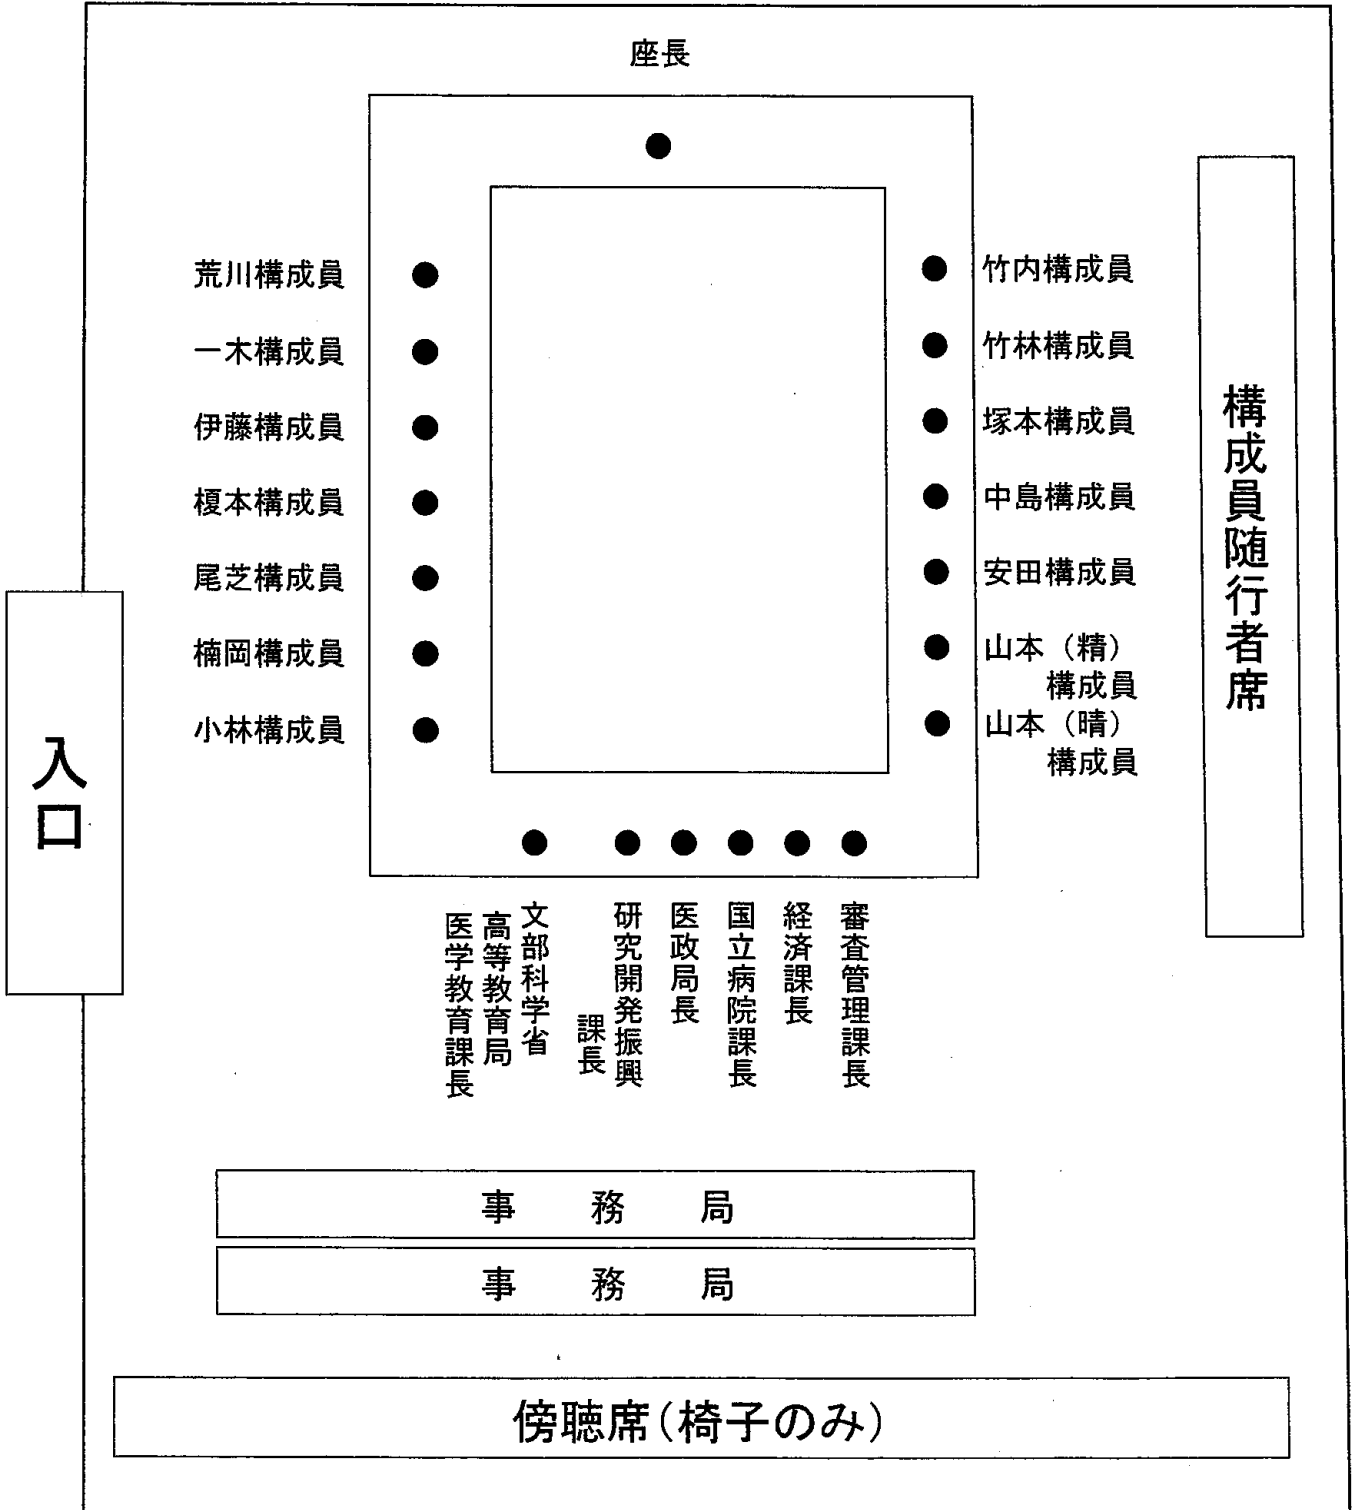 座長
荒川構成員
一木構成員
伊藤構成員
榎本構成員
尾芝構成員
楠岡構成員
小林構成員
竹内構成員
竹林構成員
塚本構成員
中島構成員
安田構成員
山本（精）
構成員
山本（晴）
構成員
構成員随行者席
入口
文部科学省
高等教育局
医学教育課長
研究開発振興
課長
医政局長
国立病院課長
経済課長
審査管理課長
事務局
事務局
傍聴席（椅子のみ）